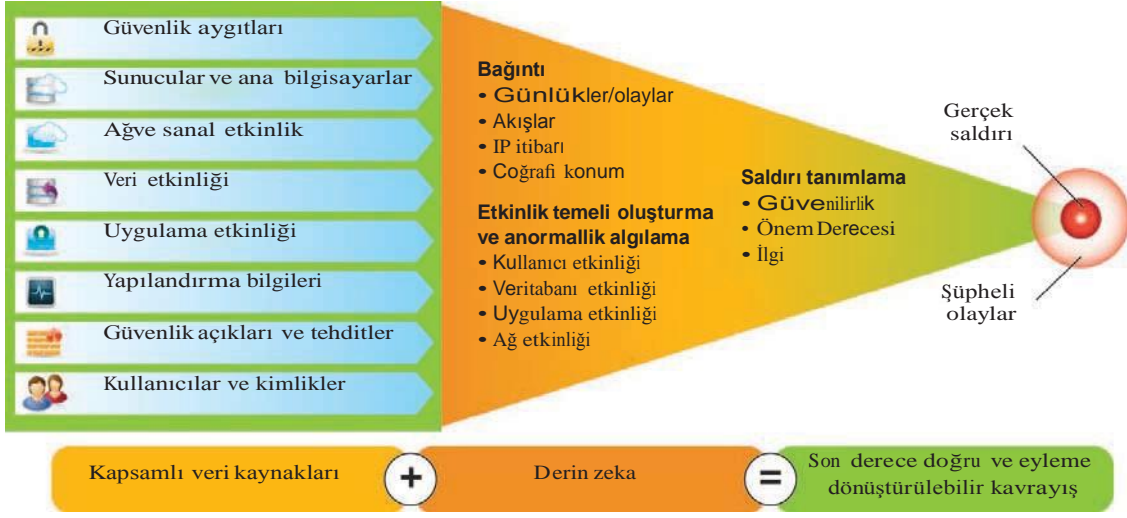 Güvenlik aygıtları
Sunucular ve ana bilgisayarlar
Ağve sanal etkinlik
Veri etkinliği
Uygulama etkinliği
Yapılandırma bilgileri
Güvenlik açıkları ve tehditler
Kullanıcılar ve kimlikler
Bağıntı
• Günlükler/olaylar
• Akışlar
• IP itibarı
• Coğrafi konum
Etkinlik temeli oluşturma
ve anormallik algılama
• Kullanıcı etkinliği
• Veritabanı etkinliği
• Uygulama etkinliği
• Ağ etkinliği
Saldırı tanımlama
• Güvenilirlik
• Önem Derecesi
• İlgi
Gerçek
saldırı
Şüpheli
olaylar
Kapsamlı veri kaynakları
+
Derin zeka
=
Son derece doğru ve eyleme
dönüştürülebilir kavrayış